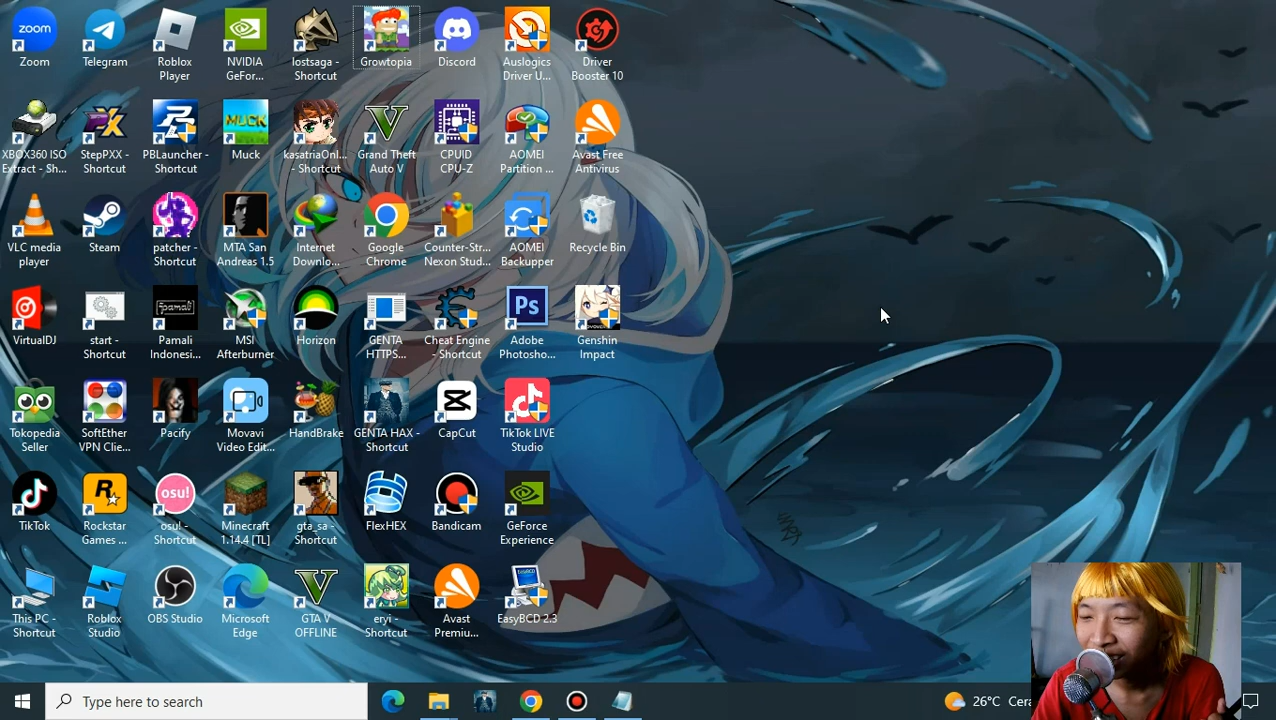 zoom
Zoom
Telegram
Roblox
Player
NVIDIA
GeFor...
lostsaga -
Shortcut
Growtopia
Discord
Auslogics
Driver U...
Driver
Booster 10
XBOX360 ISO
Extract - Sh...
StepPXX -
Shortcut
PBLauncher -
Shortcut
MUCK
Muck
kasatriaOnl...
- Shortcut
Grand Theft
Auto V
CPUID
CPU-Z
AOMEI
Partition ...
Avast Free
Antivirus
VLC media
player
Steam
patcher -
Shortcut
MTA San
Andreas 1.5
Internet
Downlo...
Google
Chrome
Counter-Str...
Nexon Stud...
AOMEI
Backupper
Recycle Bin
VirtualDJ
start -
Shortcut
Pamali
Indonesi...
MSI
Afterburner
Horizon
GENTA
HTTPS...
Cheat Engine
- Shortcut
Ps
Adobe
Photosho...
Genshin
Impact
Tokopedia
Seller
SoftEther
VPN Clie...
Pacify
Movavi
Video Edit...
HandBrake
GENTA HAX -
Shortcut
CapCut
TikTok LIVE
Studio
TikTok
Rockstar
Games ...
osu!
osu! -
Shortcut
Minecraft
1.14.4 [TL]
gta_sa -
Shortcut
FlexHEX
Bandicam
GeForce
Experience
This PC -
Shortcut
Roblox
Studio
OBS Studio
Microsoft
Edge
GTA V
OFFLINE
eryi -
Shortcut
Avast
Premiu...
EasyBCD 2.3
Type here to search
26°C Cera